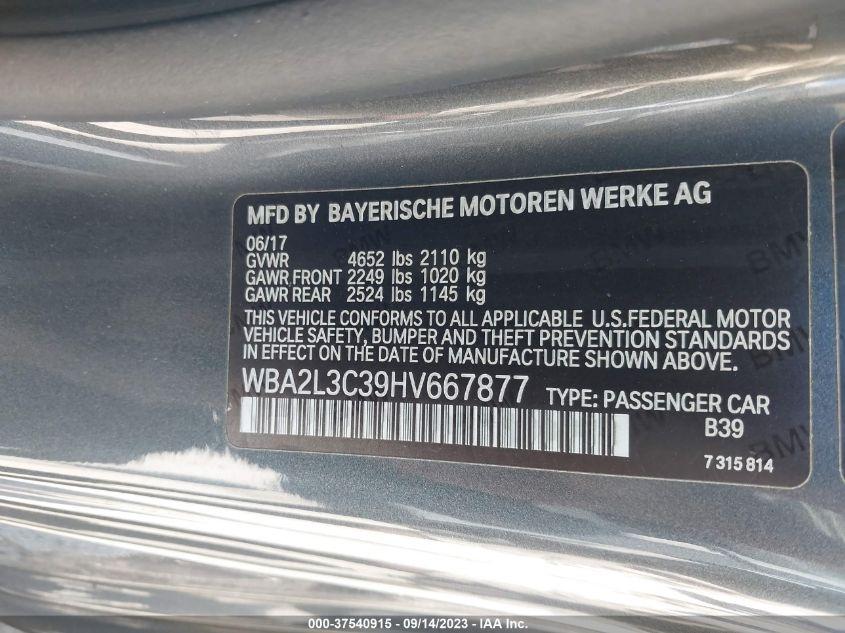 MFD BY BAYERISCHE MOTOREN WERKE AG
06/17
GVWR 4652 lbs 2110 kg
GAWR FRONT 2249 lbs 1020 kg
GAWR REAR 2524 lbs 1145 kg
THIS VEHICLE CONFORMS TO ALL APPLICABLE U.S.FEDERAL MOTOR
VEHICLE SAFETY, BUMPER AND THEFT PREVENTION STANDARDS
IN EFFECT ON THE DATE OF MANUFACTURE SHOWN ABOVE.
WBA2L3C39HV667877 TYPE: PASSENGER CAR
B39
7 315 814
000-37540915 - 09/14/2023 - IAA Inc.